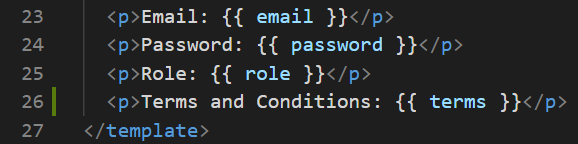 23 <p>Email: {{ email }}</p>
24 <p>Password: {{ password }}</p>
25 <p>Role: {{ role }}</p>
26 <p>Terms and Conditions: {{ terms }}</p>
27 </template>